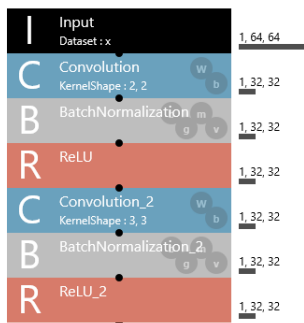 I Input 1, 64, 64
Dataset : x
C Convolution W b 1, 32, 32
KernelShape : 2, 2
B BatchNormalization m g v 1, 32, 32
R ReLU 1, 32, 32
C Convolution_2 W b 1, 32, 32
KernelShape : 3, 3
B BatchNormalization_2 g v 1, 32, 32
R ReLU_2 1, 32, 32